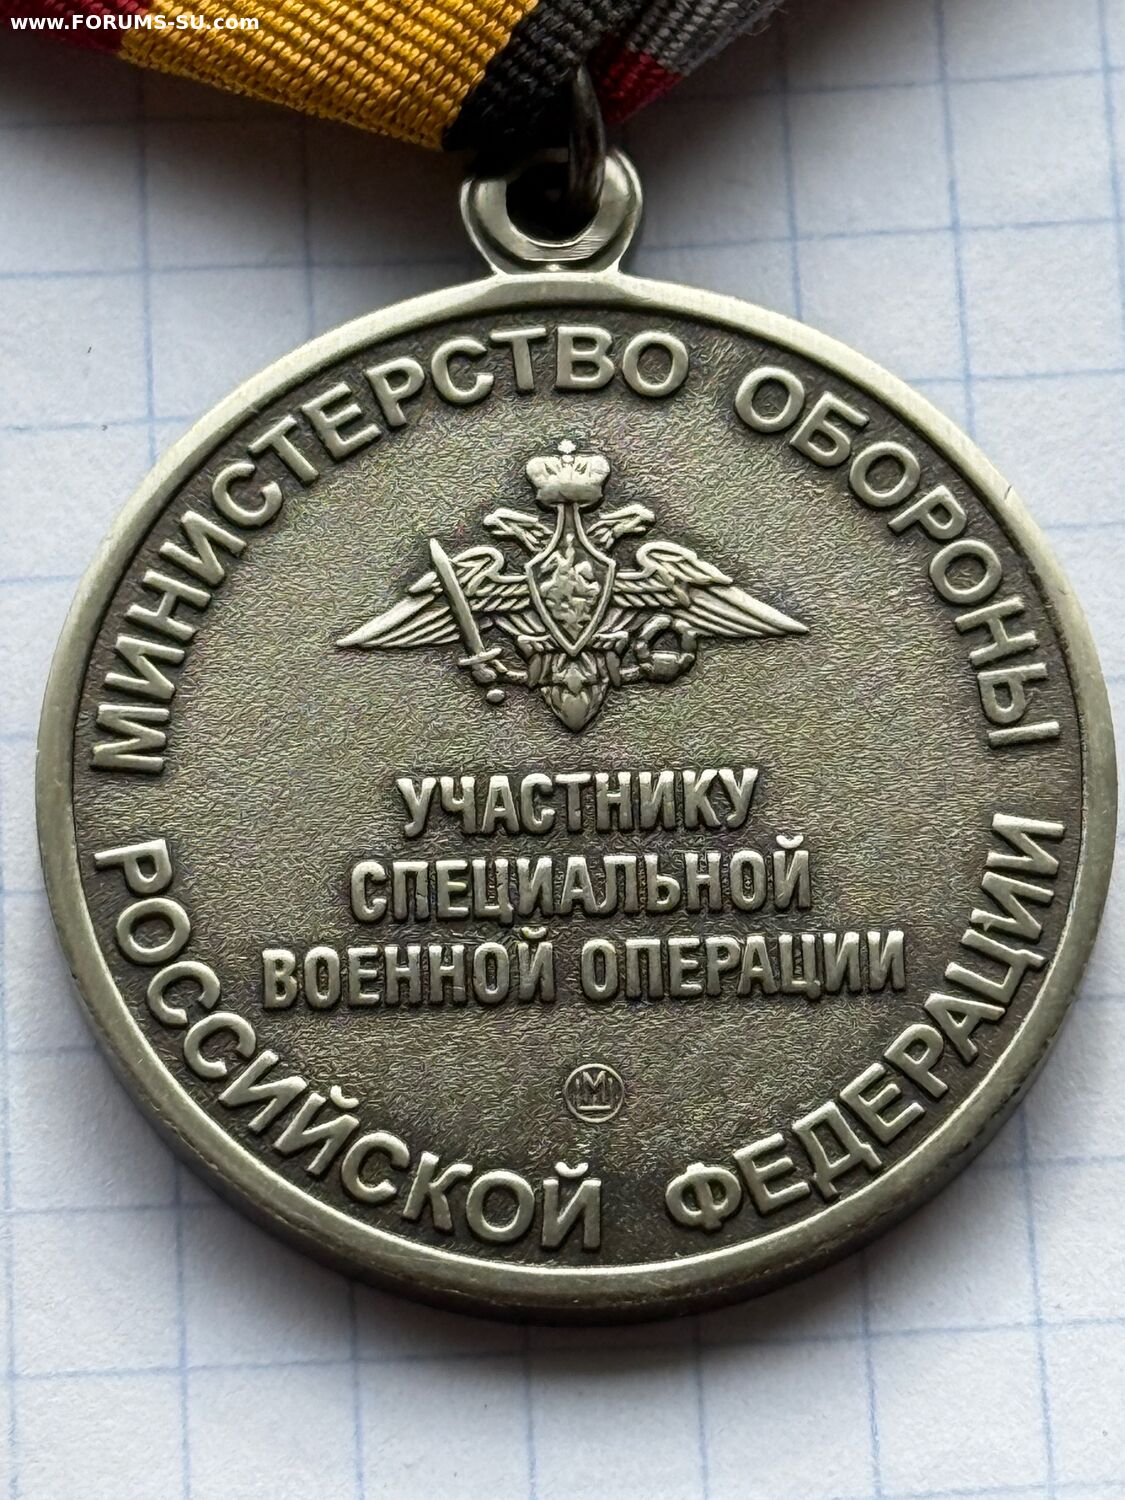 www.FORUMS-SU.com
МИНИСТЕРСТВО ОБОРОНЫ
УЧАСТНИКУ
СПЕЦИАЛЬНОЙ
ВОЕННОЙ ОПЕРАЦИИ
М
РОССИЙСКОЙ ФЕДЕРАЦИИ